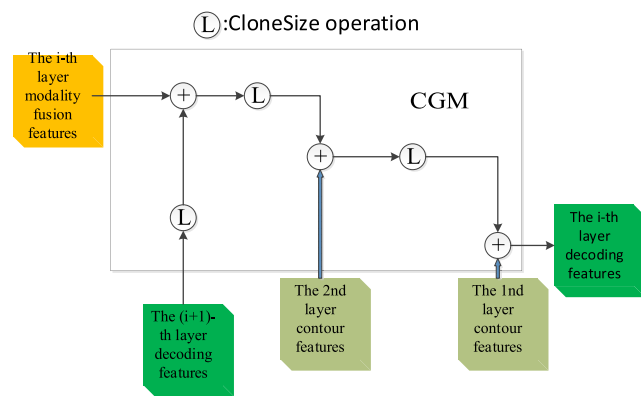 L:CloneSize operation
The i-th
layer
modality
fusion
features
+
L
CGM
+
L
L
The i-th
layer
decoding
features
+
The 2nd
layer
contour
features
The 1nd
layer
contour
features
The (i+1)-
th layer
decoding
features